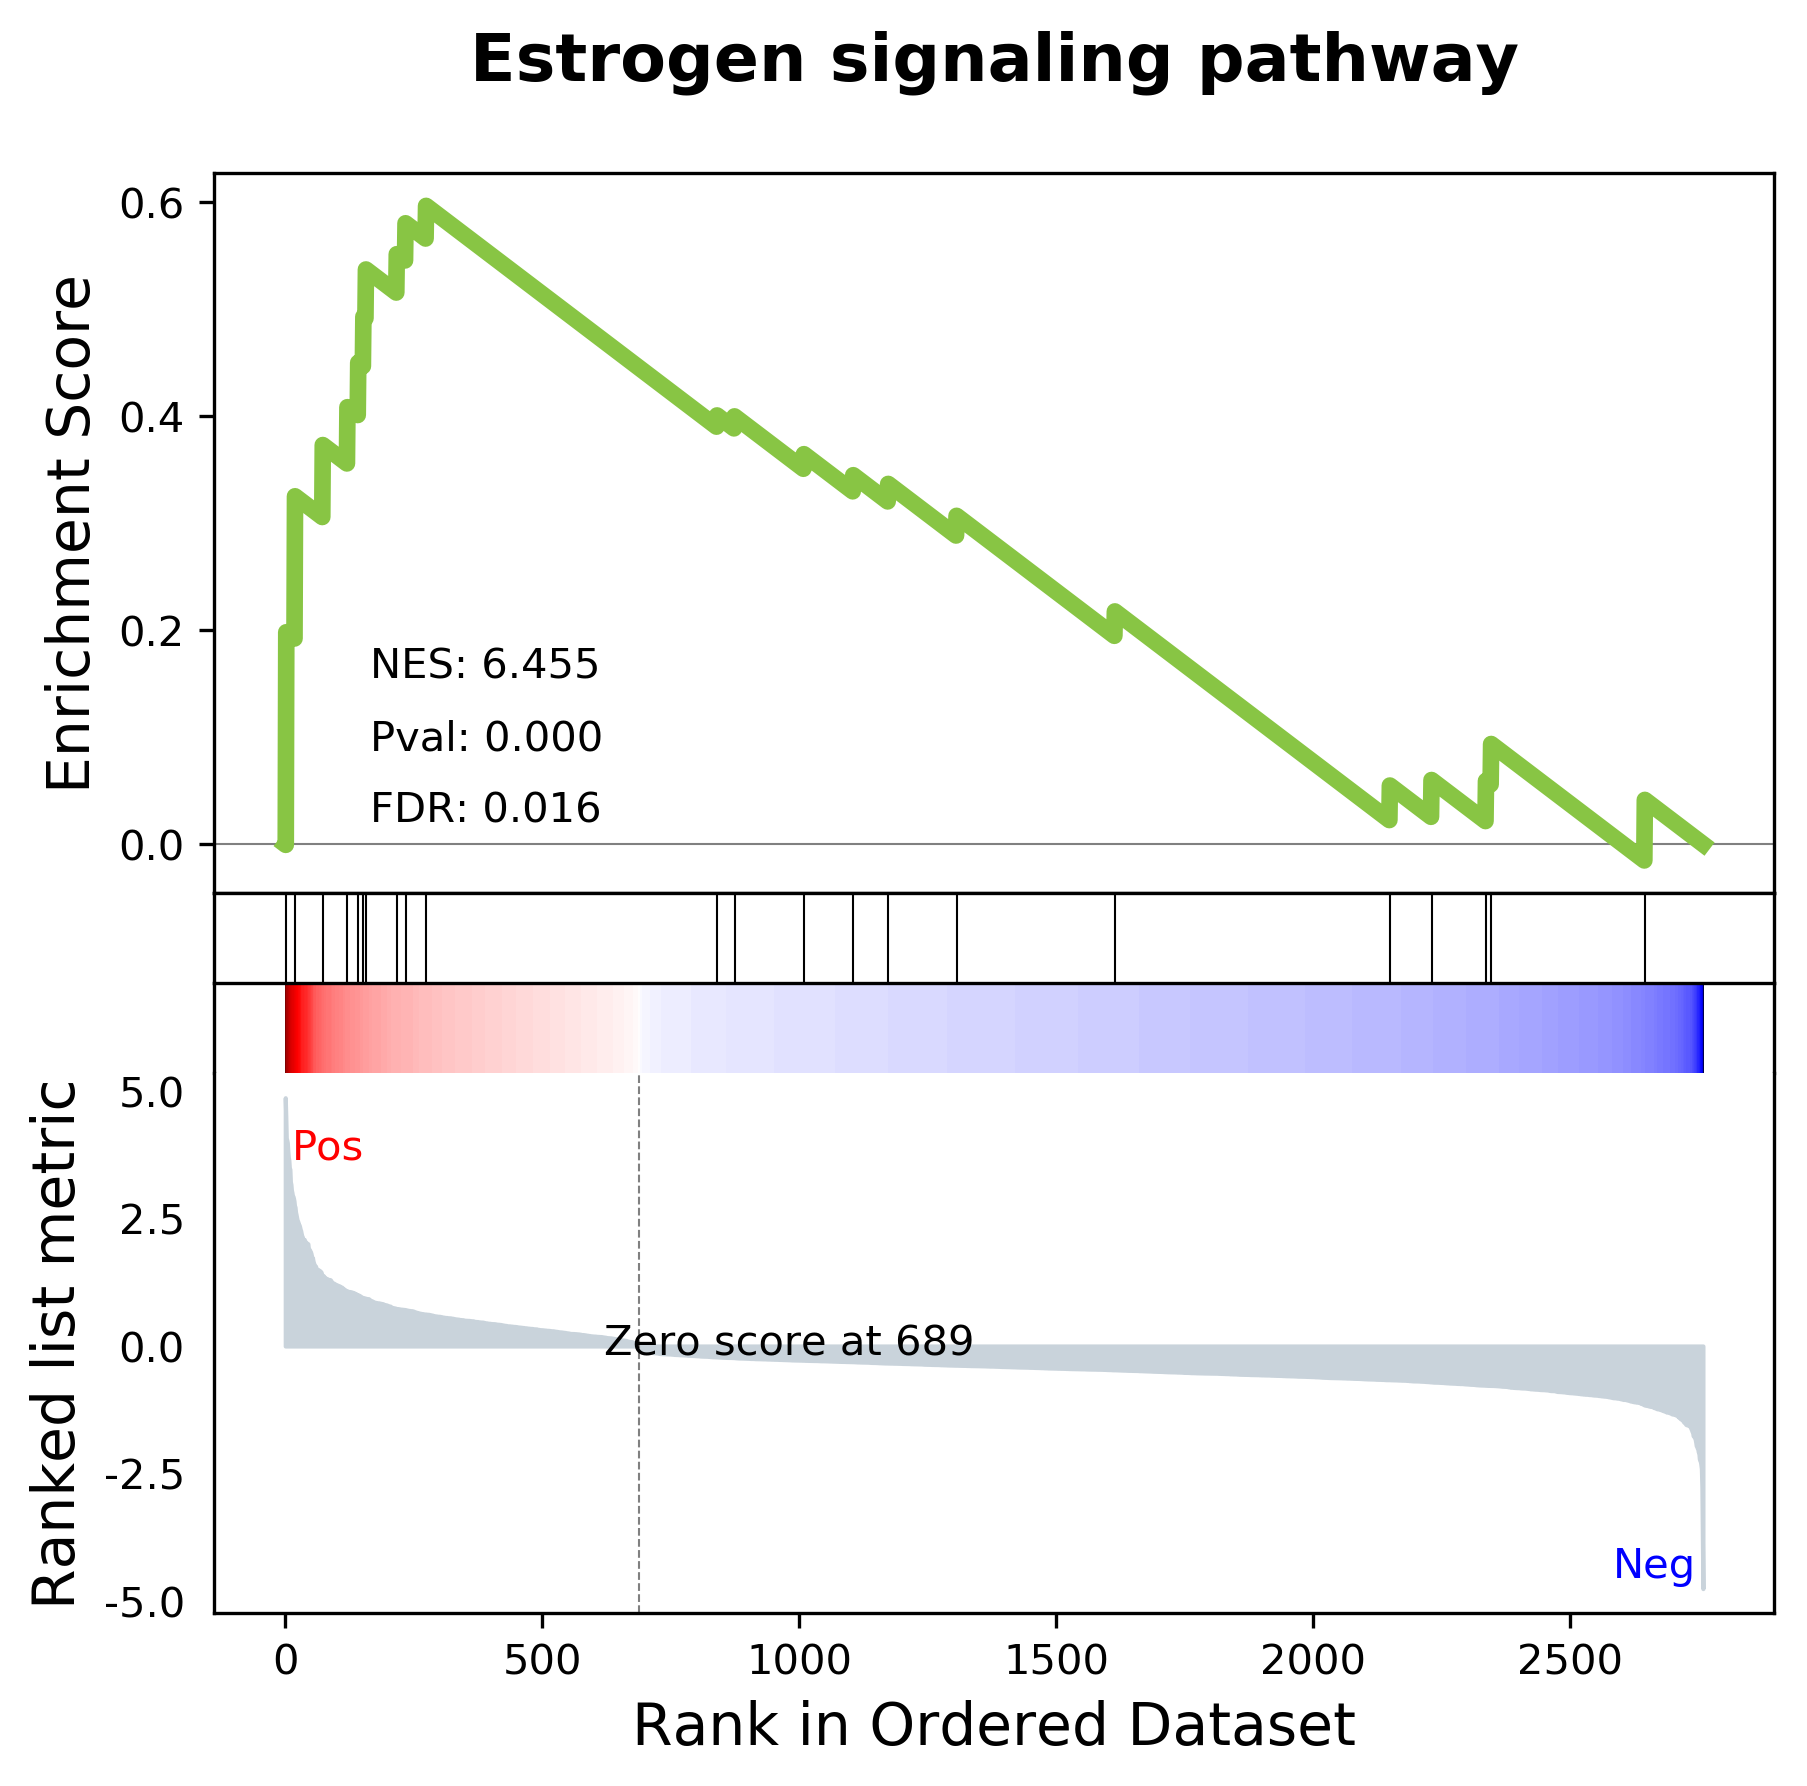 Estrogen signaling pathway
Enrichment Score
0.6
0.4
0.2
0.0
NES: 6.455
Pval: 0.000
FDR: 0.016
Ranked list metric
5.0
2.5
0.0
-2.5
-5.0
Pos
Zero score at 689
Neg
0 500 1000 1500 2000 2500
Rank in Ordered Dataset